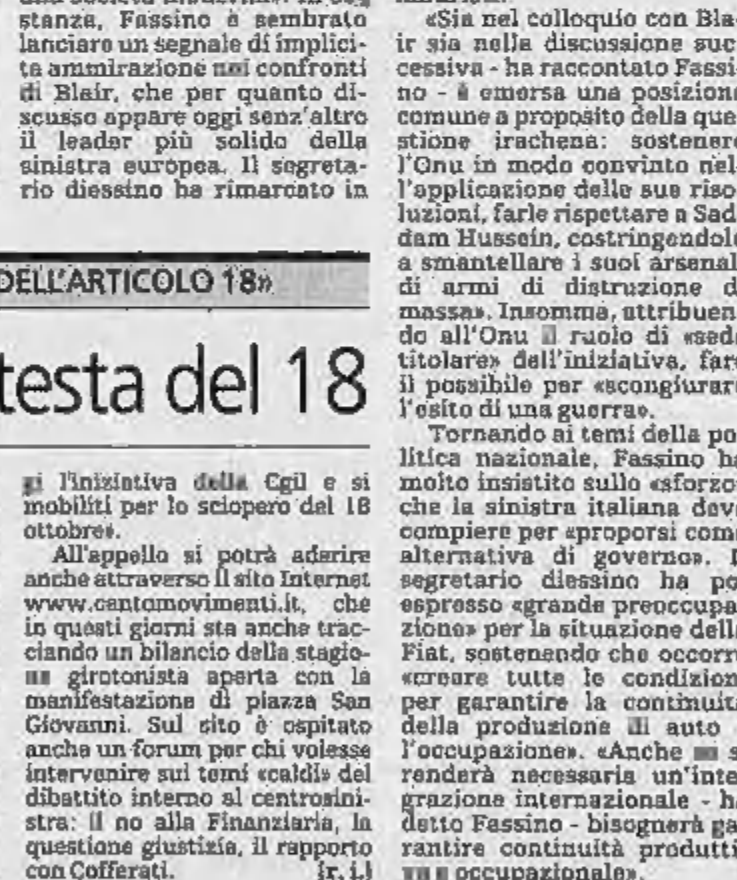 stanza, Fassino è sembrato
lanciare un segnale di implici-
ta ammirazione nei confronti
di Blair, che per quanto di-
scusso appare oggi senz'altro
il leader più solido della
sinistra europea. Il segreta-
rio diessino ha rimarcato in
DELL'ARTICOLO 18»
testa del 18
gi l'iniziativa della Cgil e si
mobiliti per lo sciopero del 18
ottobre».
All'appello si potrà aderire
anche attraverso il sito Internet
www.centomovimenti.it, che
in questi giorni sta anche trac-
ciando un bilancio della stagio-
ne girotonista aperta con la
manifestazione di piazza San
Giovanni. Sul sito è ospitato
anche un forum per chi volesse
intervenire sui temi «caldi» del
dibattito interno al centrosini-
stra: il no alla Finanziaria, la
questione giustizia, il rapporto
con Cofferati. [r. i.]
«Sia nel colloquio con Bla-
ir sia nella discussione suc
cessiva - ha raccontato Fassi-
no - è emersa una posizione
comune a proposito della que
stione irachena: sostenere
l'Onu in modo convinto nel-
l'applicazione delle sue riso-
luzioni, farle rispettare a Sad
dam Hussein, costringendolo
a smantellare i suoi arsenal
di armi di distruzione d
massa». Insomma, attribuen
do all'Onu il ruolo di «sede
titolare» dell'iniziativa, fare
il possibile per «scongiurare
l'esito di una guerra».
Tornando ai temi della po
litica nazionale, Fassino ha
molto insistito sullo «sforzo
che la sinistra italiana deve
compiere per «proporsi come
alternativa di governo». I
segretario diessino ha po
espresso «grande preoccupa
zione» per la situazione della
Fiat, sostenendo che occorre
«creare tutte le condizion
per garantire la continuità
della produzione di auto
l'occupazione». «Anche se s
renderà necessaria un'inte
grazione internazionale - ha
detto Fassino - bisognerà ga
rantire continuità produtti
va e occupazionale».